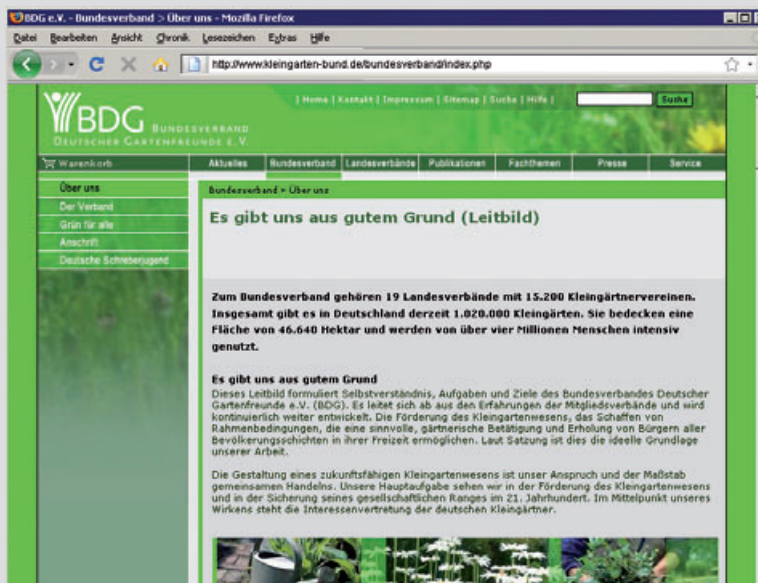 BDG e.V. - Bundesverband > Über uns - Mozilla Firefox
Datei Bearbeiten Ansicht Chronik Lesezeichen Extras Hilfe
http://www.kleingarten-bund.de/bundesverband/index.php
| Home | Kontakt | Impressum | Sitemap | Suche | Hilfe |
Suche
BDG BUNDESVERBAND
DEUTSCHER GARTENFREUNDE E.V.
Warenkorb Aktuelles Bundesverband Landesverbände Publikationen Fachthemen Presse Service
Über uns
Der Verband
Grün für alle
Anschrift
Deutsche Schreberjugend
Bundesverband > Über uns
Es gibt uns aus gutem Grund (Leitbild)
Zum Bundesverband gehören 19 Landesverbände mit 15.200 Kleingärtnervereinen.
Insgesamt gibt es in Deutschland derzeit 1.020.000 Kleingärten. Sie bedecken eine
Fläche von 46.640 Hektar und werden von über vier Millionen Menschen intensiv
genutzt.
Es gibt uns aus gutem Grund
Dieses Leitbild formuliert Selbstverständnis, Aufgaben und Ziele des Bundesverbandes Deutscher
Gartenfreunde e.V. (BDG). Es leitet sich ab aus den Erfahrungen der Mitgliedsverbände und wird
kontinuierlich weiter entwickelt. Die Förderung des Kleingartenwesens, das Schaffen von
Rahmenbedingungen, die eine sinnvolle, gärtnerische Betätigung und Erholung von Bürgern aller
Bevölkerungsschichten in ihrer Freizeit ermöglichen. Laut Satzung ist dies die ideelle Grundlage
unserer Arbeit.
Die Gestaltung eines zukunftsfähigen Kleingartenwesens ist unser Anspruch und der Maßstab
gemeinsamen Handelns. Unsere Hauptaufgabe sehen wir in der Förderung des Kleingartenwesens
und in der Sicherung seines gesellschaftlichen Ranges im 21. Jahrhundert. Im Mittelpunkt unseres
Wirkens steht die Interessenvertretung der deutschen Kleingärtner.